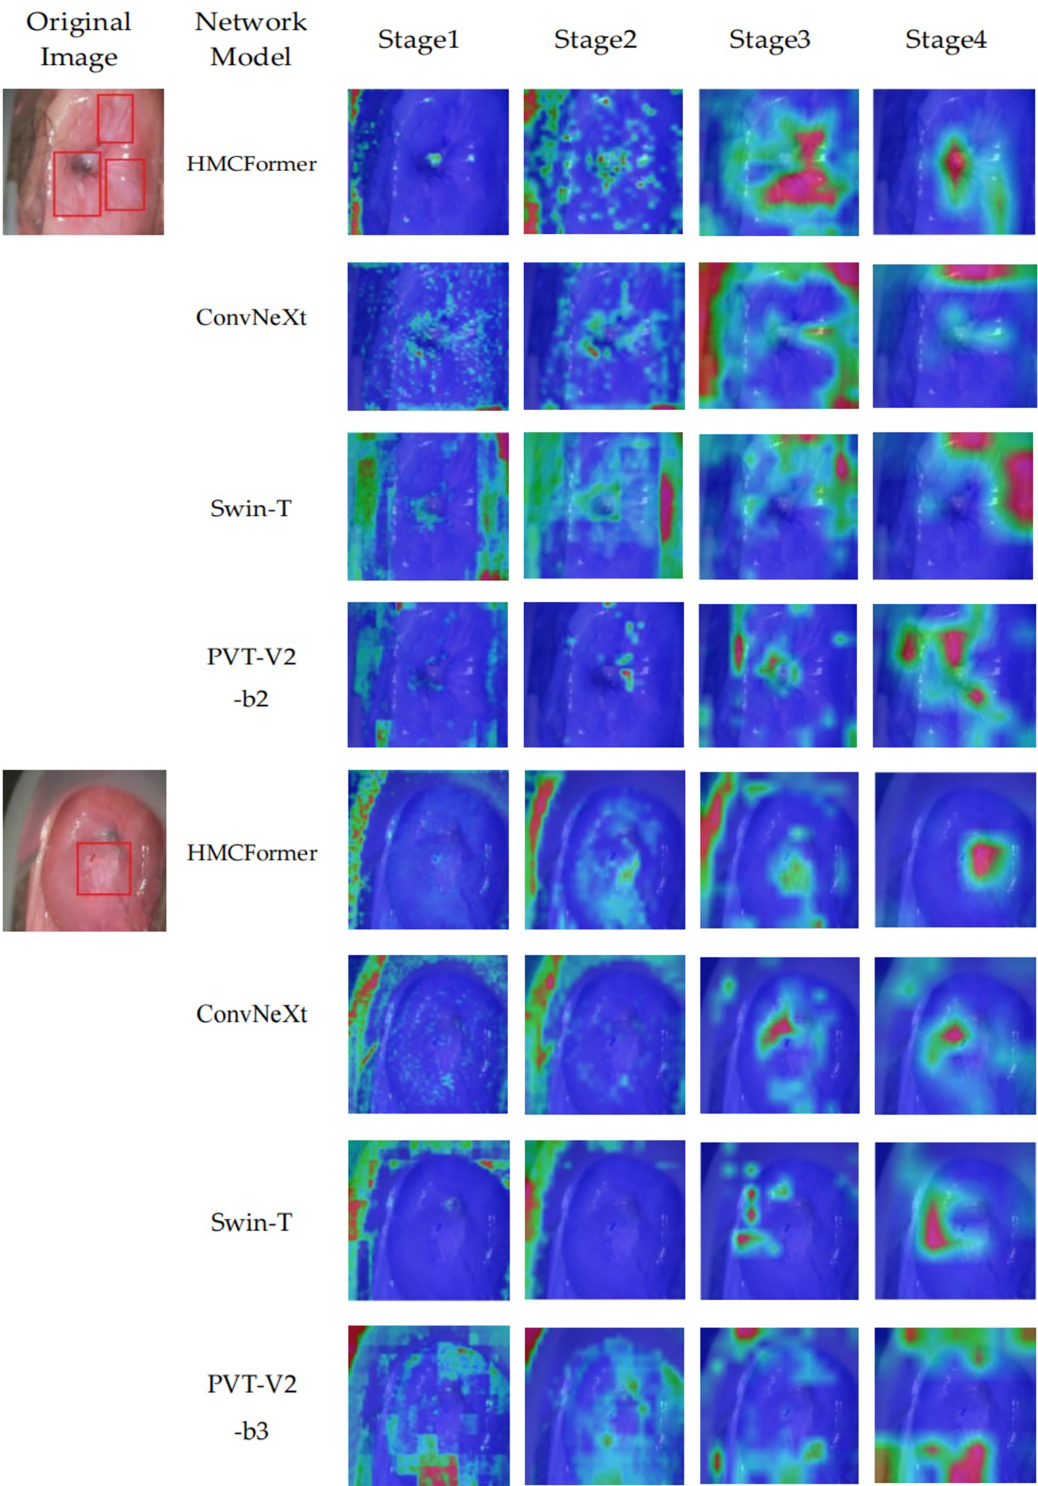 Original
Image
Network
Model
Stage1
Stage2
Stage3
Stage4
HMCFormer
ConvNeXt
Swin-T
PVT-V2
-b2
HMCFormer
ConvNeXt
Swin-T
PVT-V2
-b3